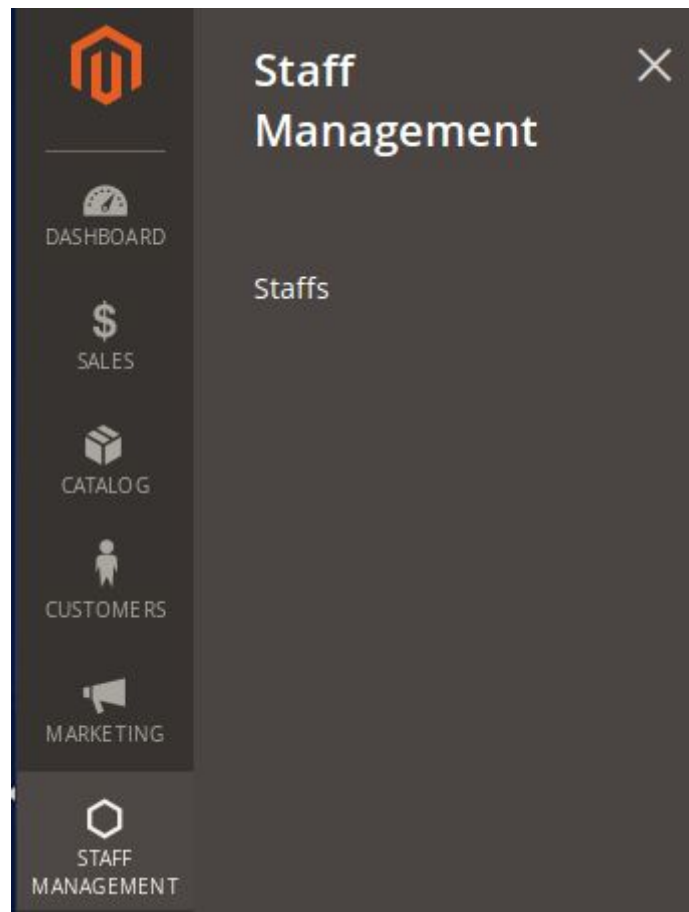 Staff
Management
DASHBOARD
Staffs
SALES
CATALOG
CUSTOMERS
MARKETING
STAFF
MANAGEMENT